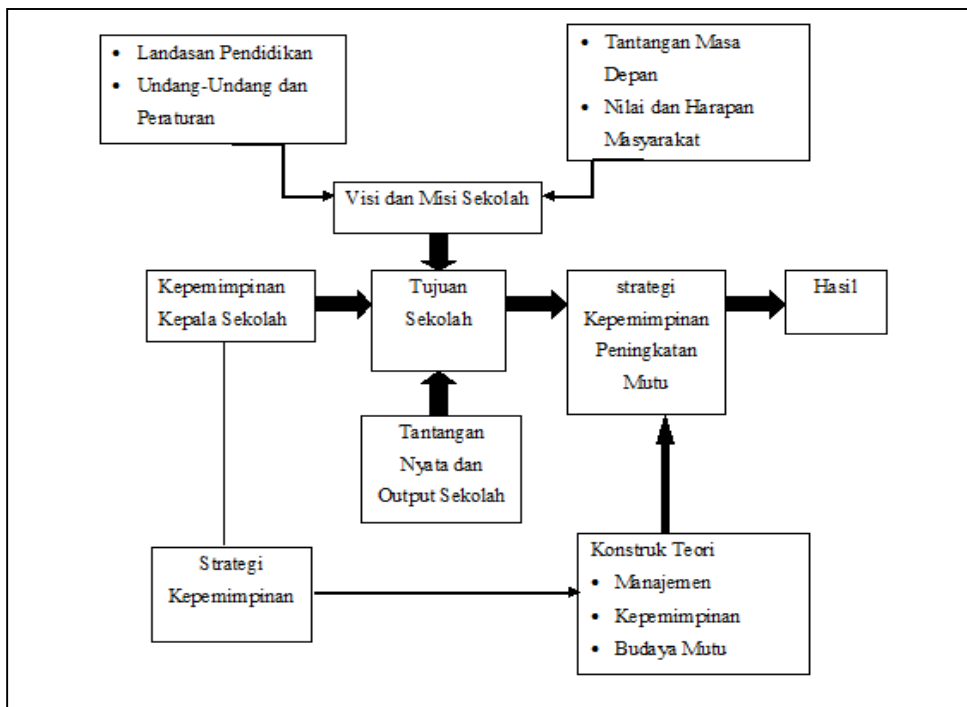 • Landasan Pendidikan
• Undang-Undang dan
Peraturan
• Tantangan Masa
Depan
• Nilai dan Harapan
Masyarakat
Visi dan Misi Sekolah
Kepemimpinan
Kepala Sekolah
Tujuan
Sekolah
strategi
Kepemimpinan
Peningkatan
Mutu
Hasil
Tantangan
Nyata dan
Output Sekolah
Strategi
Kepemimpinan
Konstruk Teori
• Manajemen
• Kepemimpinan
• Budaya Mutu